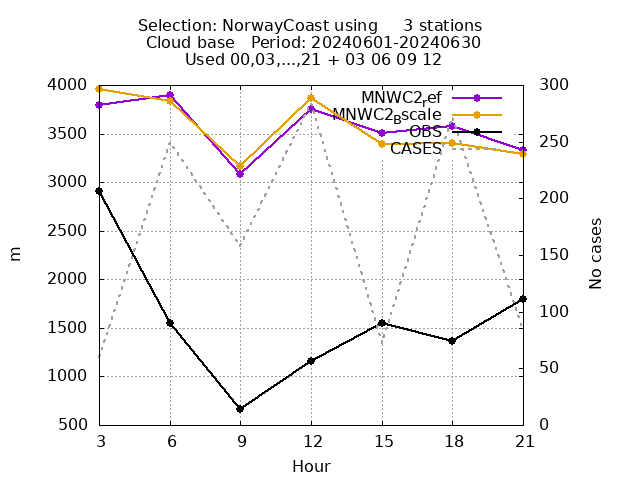 Selection: NorwayCoast using     3 stations
Cloud base   Period: 20240601-20240630
Used 00,03,...,21 + 03 06 09 12
4000
3500
3000
2500
2000
1500
1000
500
m
300
250
200
150
100
50
0
No cases
MNWC2ref
MNWC2Bscale
OBS
CASES
3 6 9 12 15 18 21
Hour